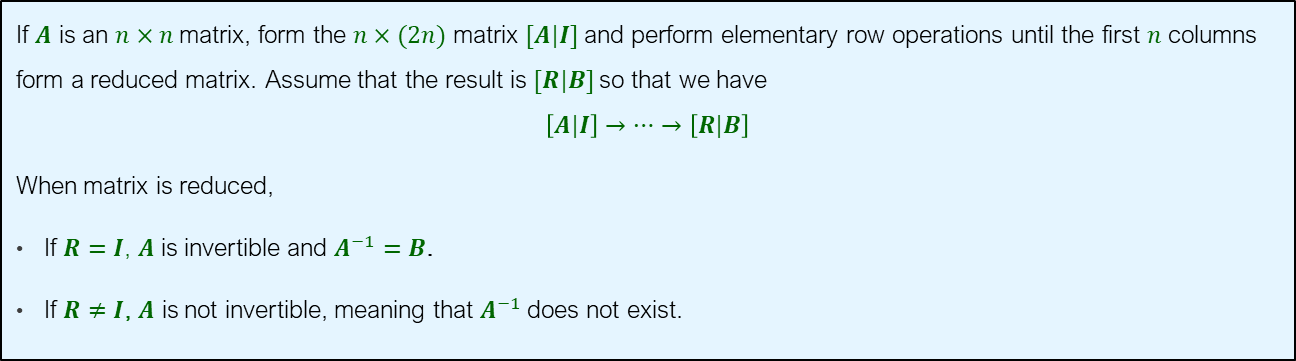 If A is an n × n matrix, form the n × (2n) matrix [A|I] and perform elementary row operations until the first n columns
form a reduced matrix. Assume that the result is [R|B] so that we have
[A|I] → ⋯ → [R|B]
When matrix is reduced,
• If R = I, A is invertible and A⁻¹ = B.
• If R ≠ I, A is not invertible, meaning that A⁻¹ does not exist.